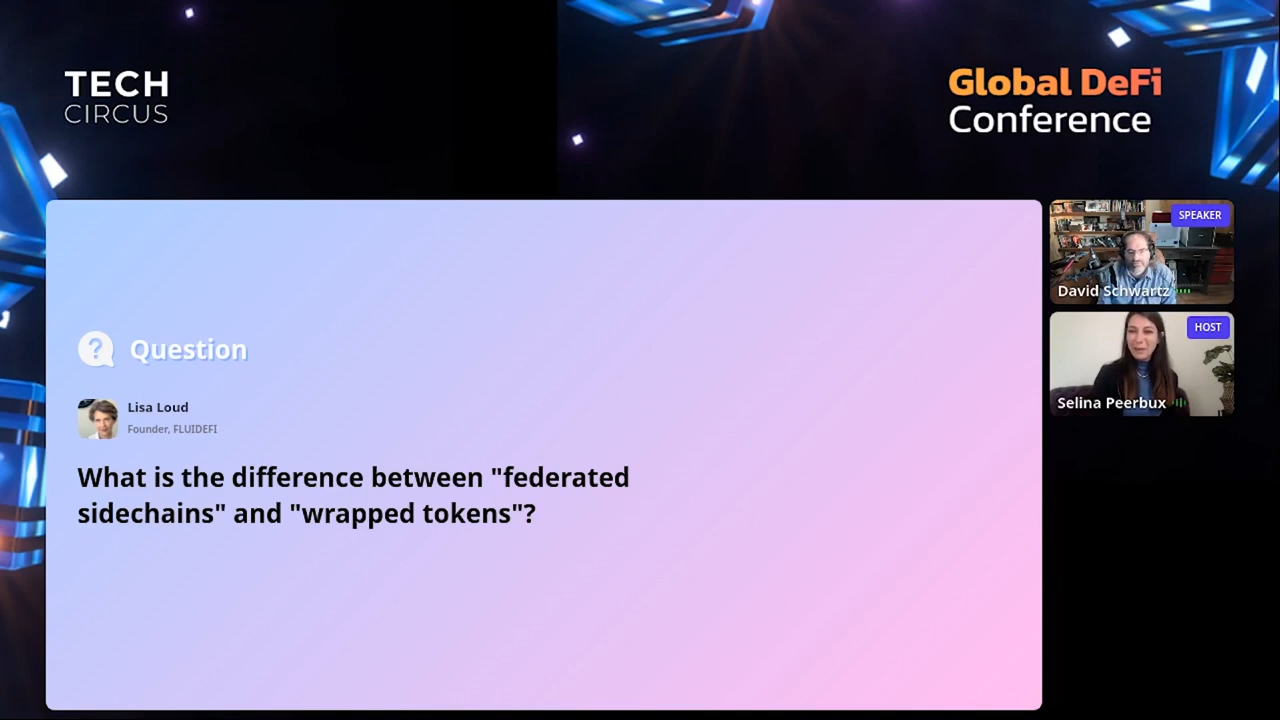 TECH
CIRCUS
Global DeFi
Conference
SPEAKER
David Schwartz
HOST
Selina Peerbux
Question
Lisa Loud
Founder, FLUIDEFI
What is the difference between "federated
sidechains" and "wrapped tokens"?